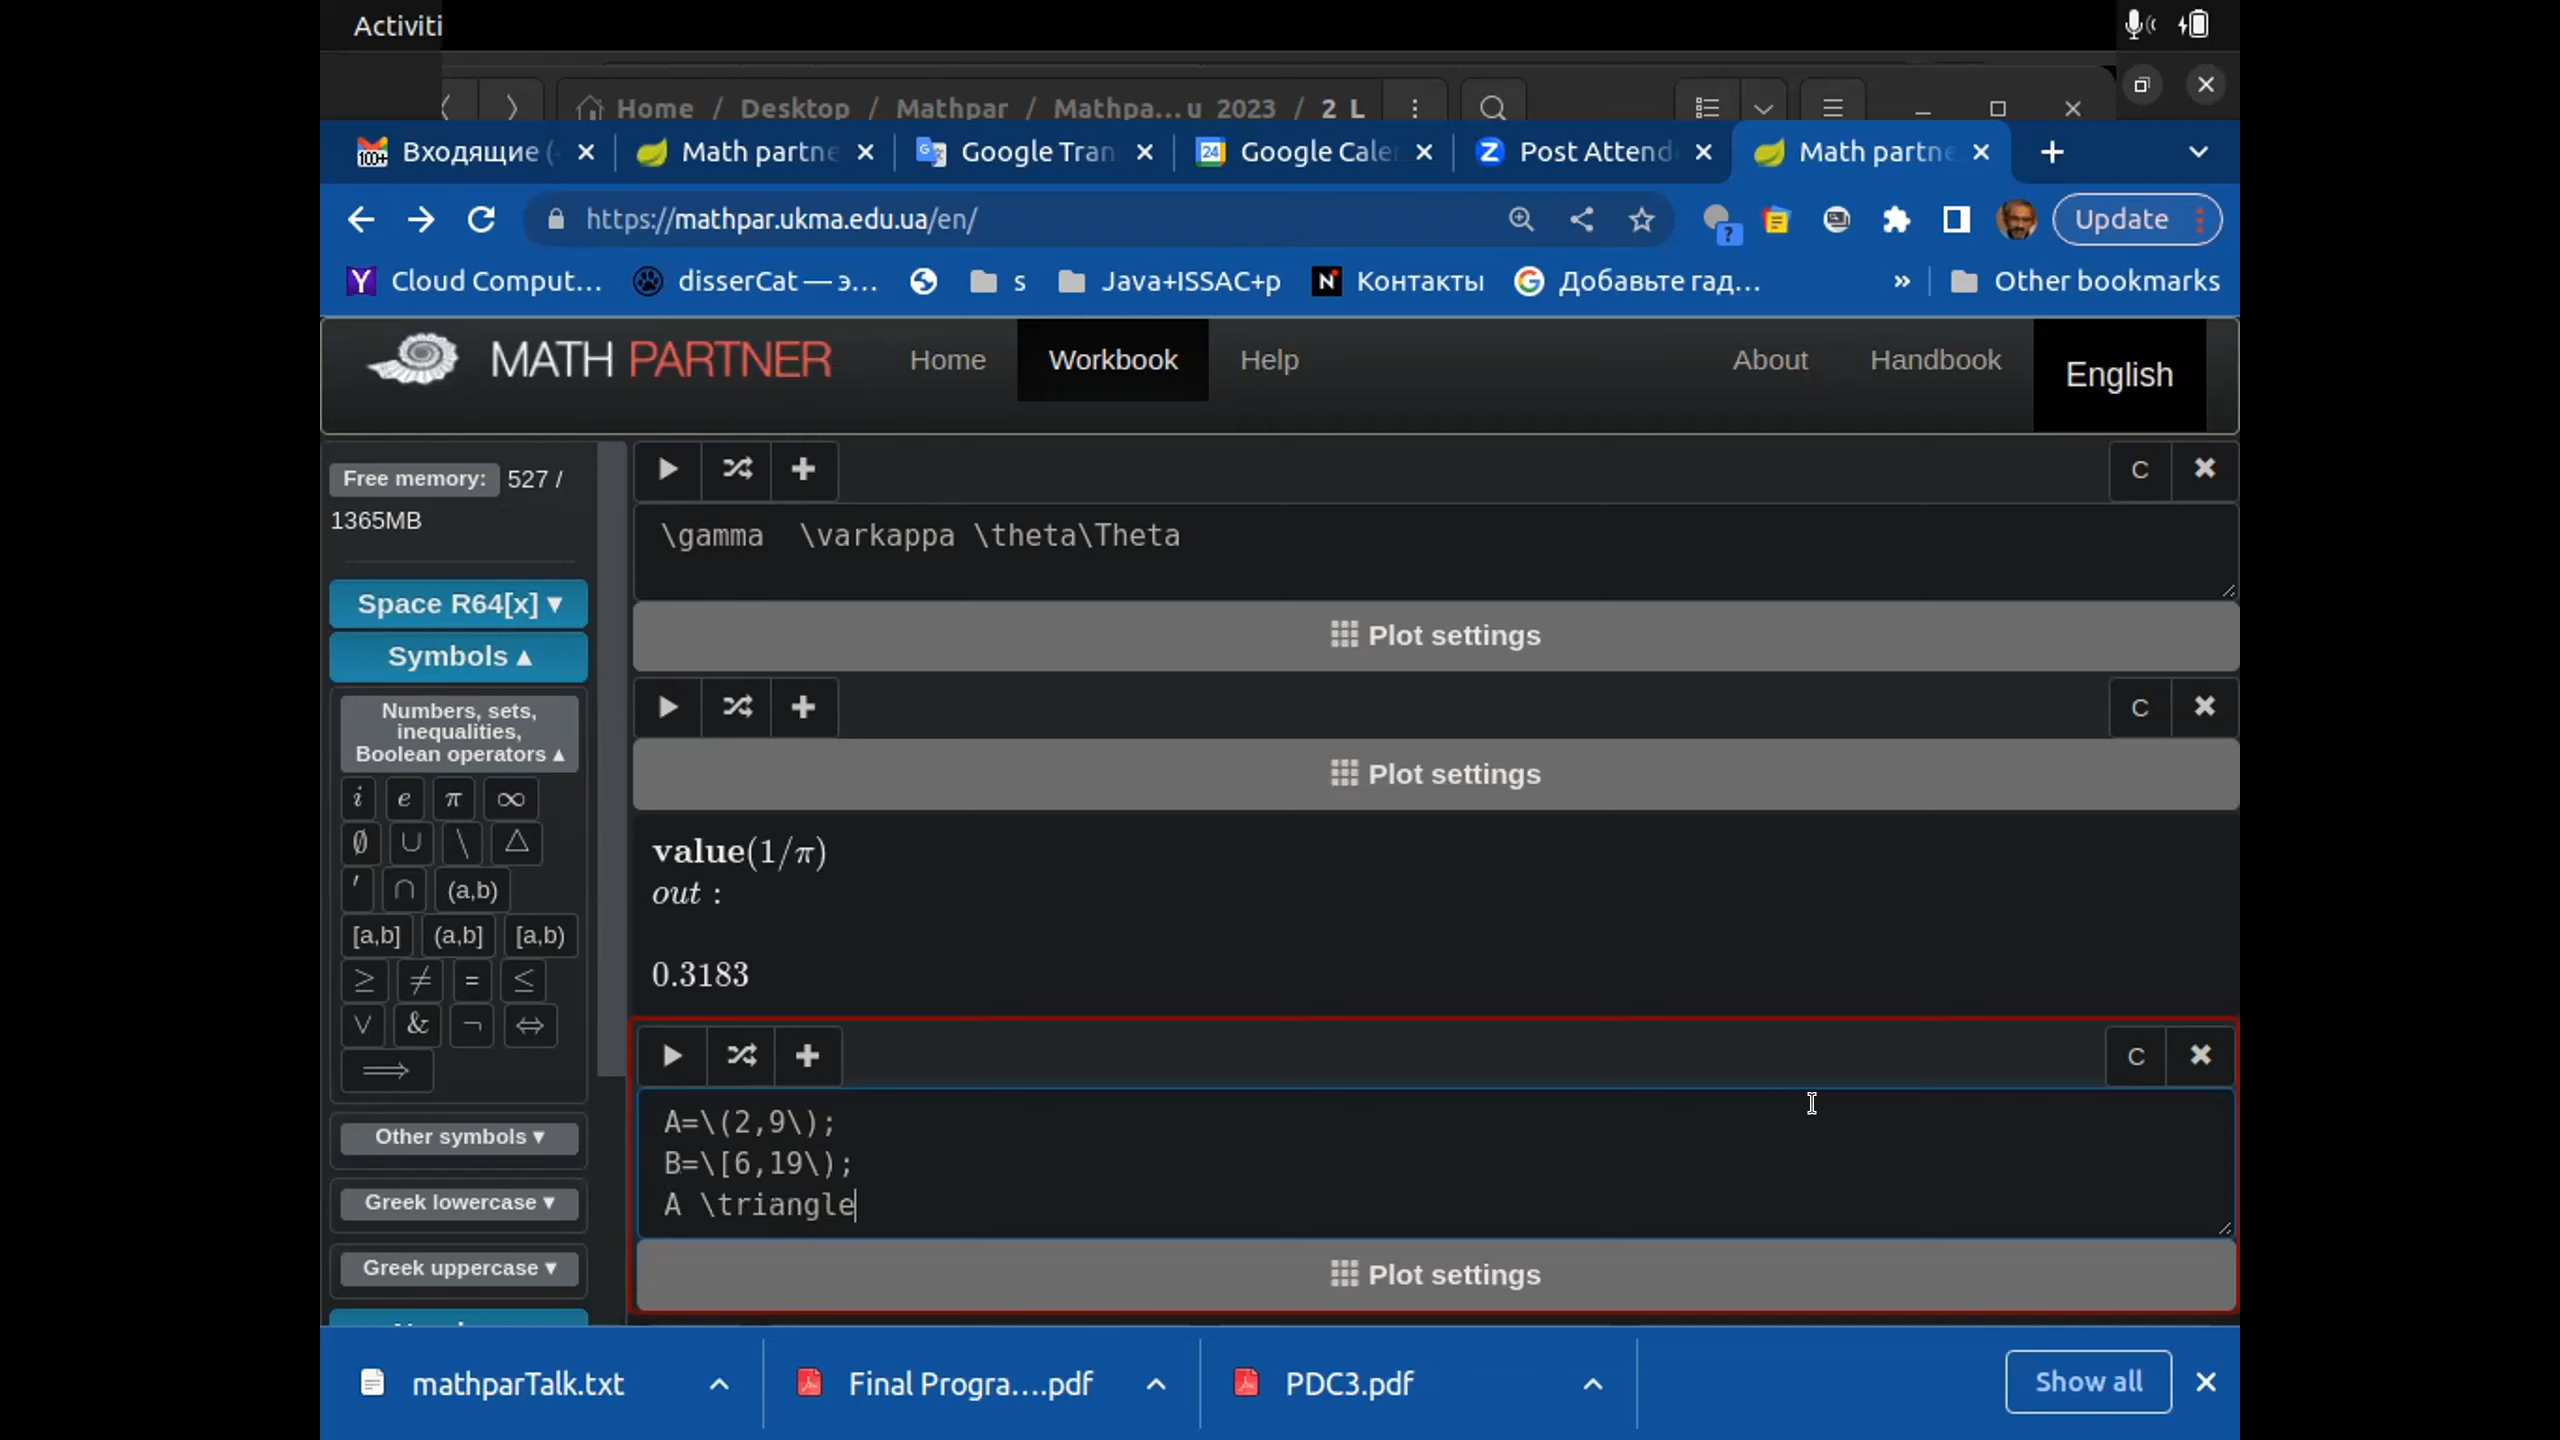 Activiti
Home / Desktop / Mathpar / Mathpa...u 2023 / 2 L
Входящие ( Math partne Google Tran Google Cale Post Attend Math partne
https://mathpar.ukma.edu.ua/en/ Update
Cloud Comput... disserCat — э... s Java+ISSAC+p Контакты Добавьте гад... » Other bookmarks
MATH PARTNER Home Workbook Help About Handbook English
Free memory: 527 /
1365MB
Space R64[x] ▾
Symbols ▴
Numbers, sets,
inequalities,
Boolean operators ▴
i e π ∞
∅ ∪ \ △
′ ∩ (a,b)
[a,b] (a,b] [a,b)
≥ ≠ = ≤
∨ & ¬ ⇔
⟹
Other symbols ▾
Greek lowercase ▾
Greek uppercase ▾
C
\gamma \varkappa \theta\Theta
Plot settings
C
Plot settings
value(1/π)
out :
0.3183
C
A=\(2,9\);
B=\[6,19\);
A \triangle
Plot settings
mathparTalk.txt Final Progra....pdf PDC3.pdf Show all